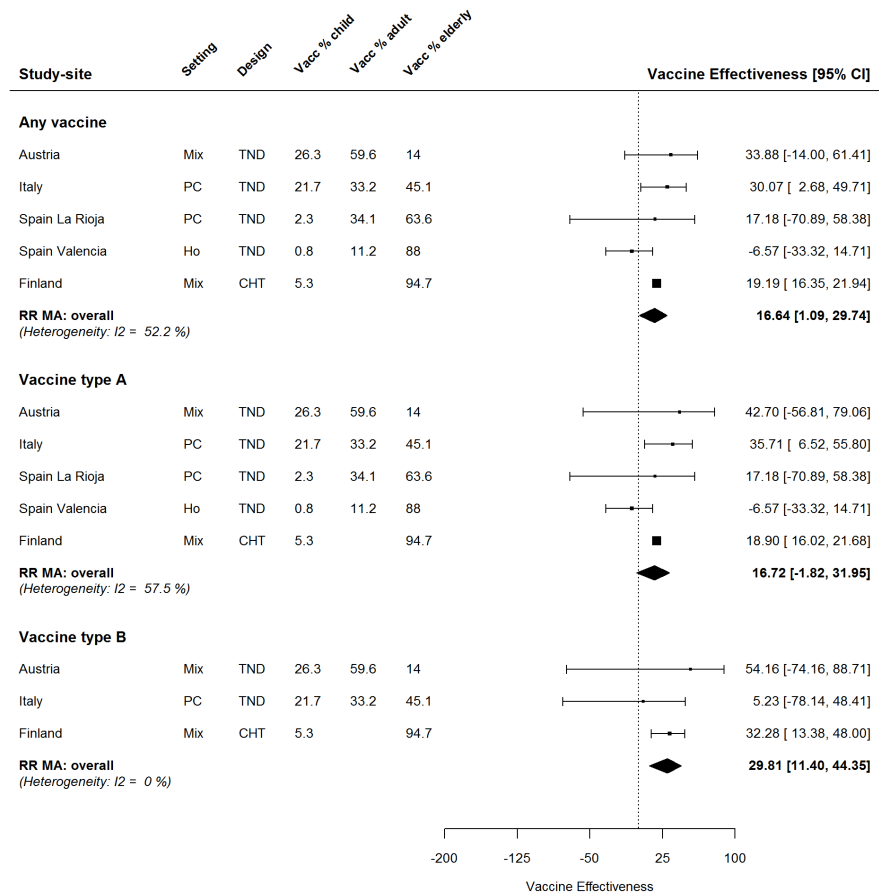 Study-site Setting Design Vacc % child Vacc % adult Vacc % elderly Vaccine Effectiveness [95% CI]
Any vaccine
Austria Mix TND 26.3 59.6 14 33.88 [-14.00, 61.41]
Italy PC TND 21.7 33.2 45.1 30.07 [ 2.68, 49.71]
Spain La Rioja PC TND 2.3 34.1 63.6 17.18 [-70.89, 58.38]
Spain Valencia Ho TND 0.8 11.2 88 -6.57 [-33.32, 14.71]
Finland Mix CHT 5.3 94.7 19.19 [ 16.35, 21.94]
RR MA: overall 16.64 [1.09, 29.74]
(Heterogeneity: I2 = 52.2 %)
Vaccine type A
Austria Mix TND 26.3 59.6 14 42.70 [-56.81, 79.06]
Italy PC TND 21.7 33.2 45.1 35.71 [ 6.52, 55.80]
Spain La Rioja PC TND 2.3 34.1 63.6 17.18 [-70.89, 58.38]
Spain Valencia Ho TND 0.8 11.2 88 -6.57 [-33.32, 14.71]
Finland Mix CHT 5.3 94.7 18.90 [ 16.02, 21.68]
RR MA: overall 16.72 [-1.82, 31.95]
(Heterogeneity: I2 = 57.5 %)
Vaccine type B
Austria Mix TND 26.3 59.6 14 54.16 [-74.16, 88.71]
Italy PC TND 21.7 33.2 45.1 5.23 [-78.14, 48.41]
Finland Mix CHT 5.3 94.7 32.28 [ 13.38, 48.00]
RR MA: overall 29.81 [11.40, 44.35]
(Heterogeneity: I2 = 0 %)
-200 -125 -50 25 100
Vaccine Effectiveness